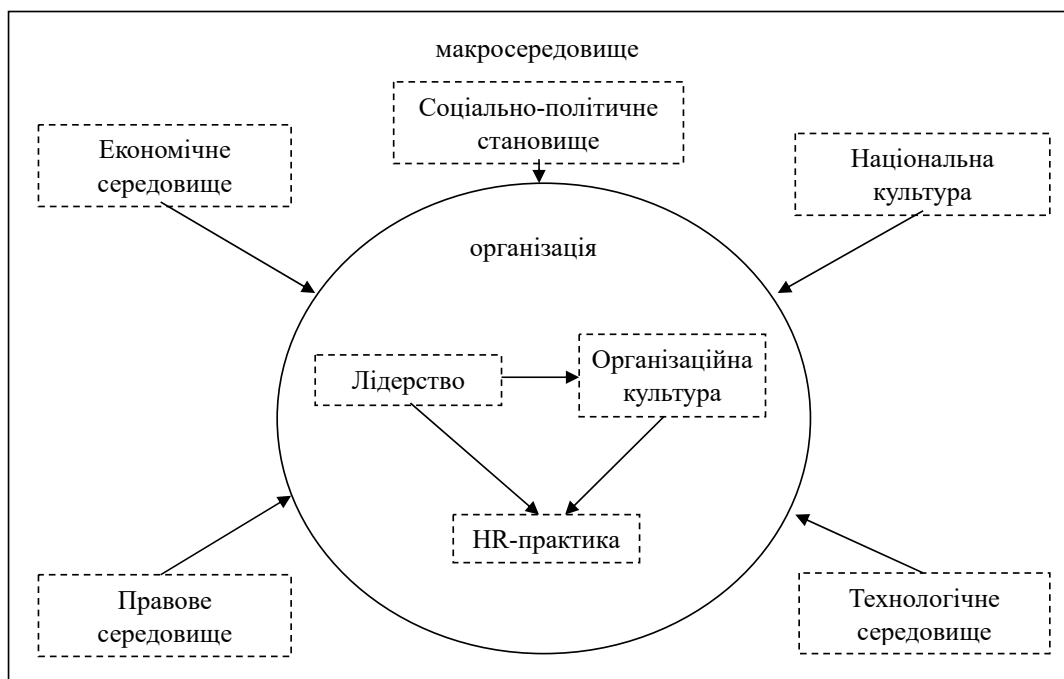 макросередовище
Соціально-політичне
становище
Економічне
середовище
Національна
культура
організація
Лідерство
Організаційна
культура
HR-практика
Правове
середовище
Технологічне
середовище